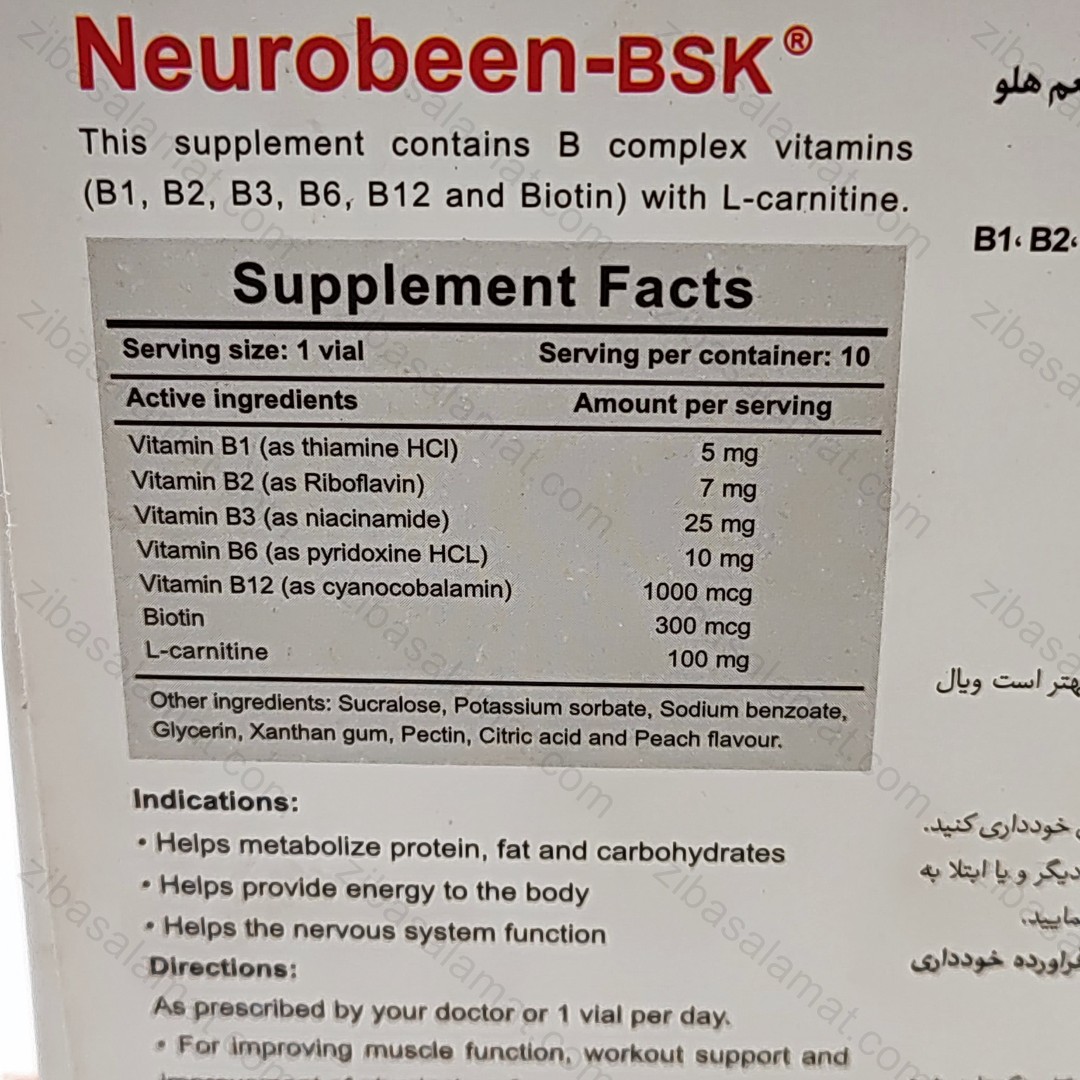 Neurobeen-BSK®
This supplement contains B complex vitamins
(B1, B2, B3, B6, B12 and Biotin) with L-carnitine.
Supplement Facts
Serving size: 1 vial Serving per container: 10
Active ingredients Amount per serving
Vitamin B1 (as thiamine HCl) 5 mg
Vitamin B2 (as Riboflavin) 7 mg
Vitamin B3 (as niacinamide) 25 mg
Vitamin B6 (as pyridoxine HCL) 10 mg
Vitamin B12 (as cyanocobalamin) 1000 mcg
Biotin 300 mcg
L-carnitine 100 mg
Other ingredients: Sucralose, Potassium sorbate, Sodium benzoate,
Glycerin, Xanthan gum, Pectin, Citric acid and Peach flavour.
Indications:
• Helps metabolize protein, fat and carbohydrates
• Helps provide energy to the body
• Helps the nervous system function
Directions:
As prescribed by your doctor or 1 vial per day.
• For improving muscle function, workout support and
هلو
B1، B2،
است ویال
خودداری کنید.
دیگر و یا ابتلا به
خودداری
zibasalamat.com